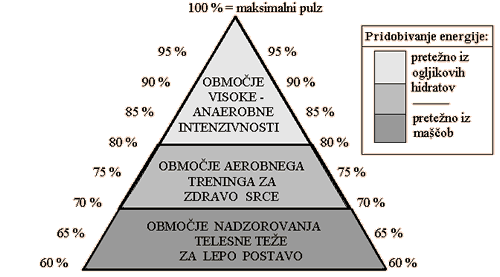 100 % = maksimalni pulz
Pridobivanje energije:
pretežno iz
ogljikovih
hidratov
pretežno iz
maščob
95 % 95 %
90 % 90 %
OBMOČJE
VISOKE -
ANAEROBNE
INTENZIVNOSTI
85 % 85 %
80 % 80 %
OBMOČJE AEROBNEGA
TRENINGA ZA
ZDRAVO SRCE
75 % 75 %
70 % 70 %
OBMOČJE NADZOROVANJA
TELESNE TEŽE
ZA LEPO POSTAVO
65 % 65 %
60 % 60 %